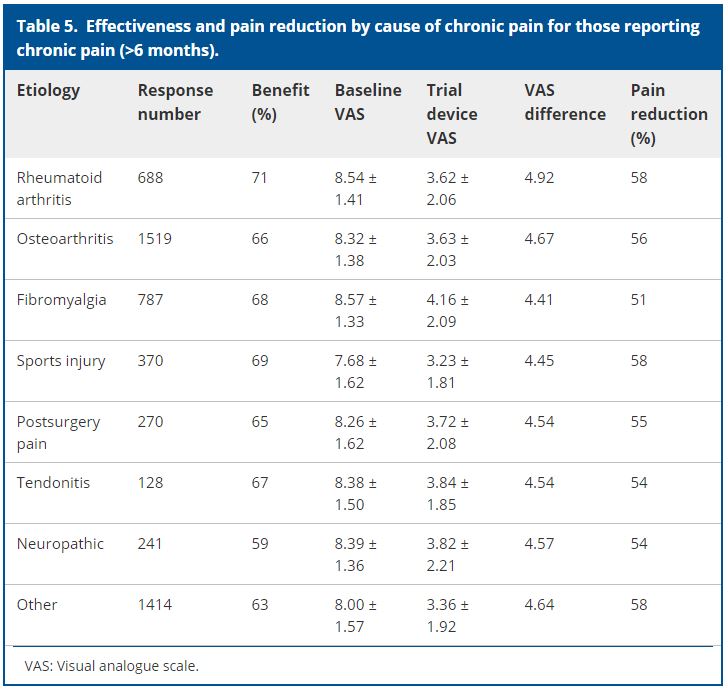 Table 5. Effectiveness and pain reduction by cause of chronic pain for those reporting
chronic pain (>6 months).
Etiology Response number Benefit (%) Baseline VAS Trial device VAS VAS difference Pain reduction (%)
Rheumatoid arthritis 688 71 8.54 ± 1.41 3.62 ± 2.06 4.92 58
Osteoarthritis 1519 66 8.32 ± 1.38 3.63 ± 2.03 4.67 56
Fibromyalgia 787 68 8.57 ± 1.33 4.16 ± 2.09 4.41 51
Sports injury 370 69 7.68 ± 1.62 3.23 ± 1.81 4.45 58
Postsurgery pain 270 65 8.26 ± 1.62 3.72 ± 2.08 4.54 55
Tendonitis 128 67 8.38 ± 1.50 3.84 ± 1.85 4.54 54
Neuropathic 241 59 8.39 ± 1.36 3.82 ± 2.21 4.57 54
Other 1414 63 8.00 ± 1.57 3.36 ± 1.92 4.64 58
VAS: Visual analogue scale.